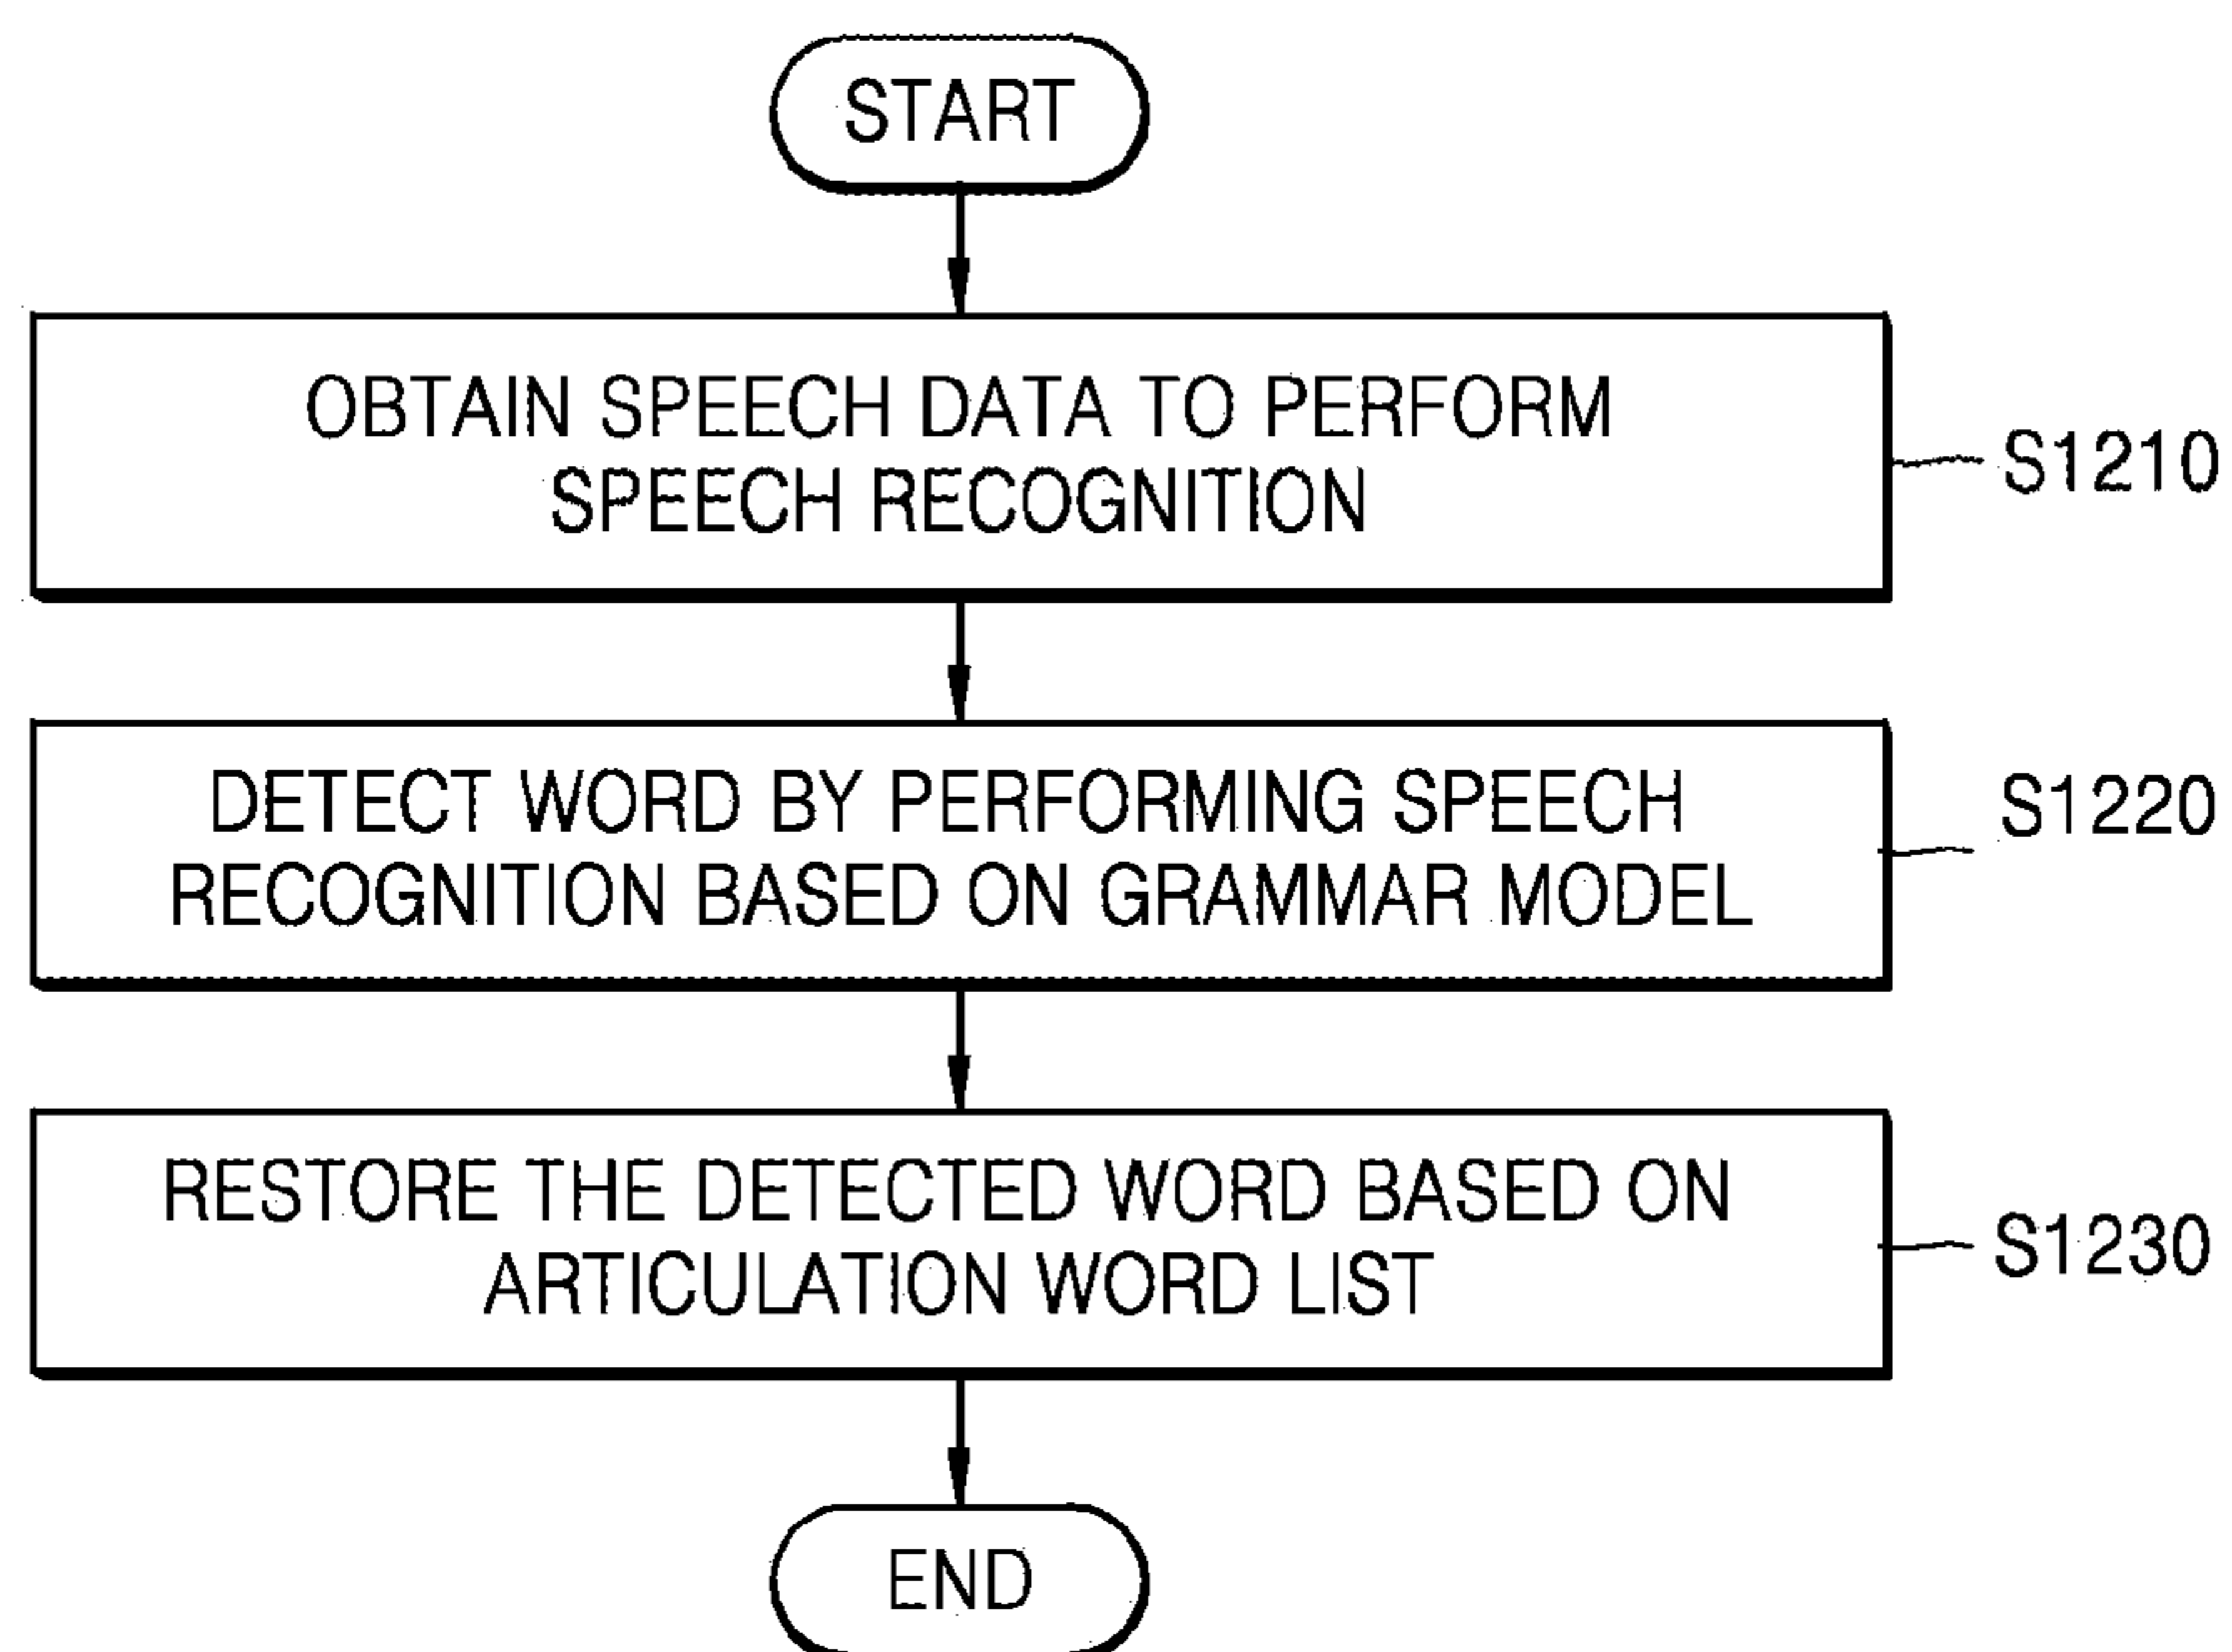 START
OBTAIN SPEECH DATA TO PERFORM
SPEECH RECOGNITION
S1210
DETECT WORD BY PERFORMING SPEECH
RECOGNITION BASED ON GRAMMAR MODEL
S1220
RESTORE THE DETECTED WORD BASED ON
ARTICULATION WORD LIST
S1230
END